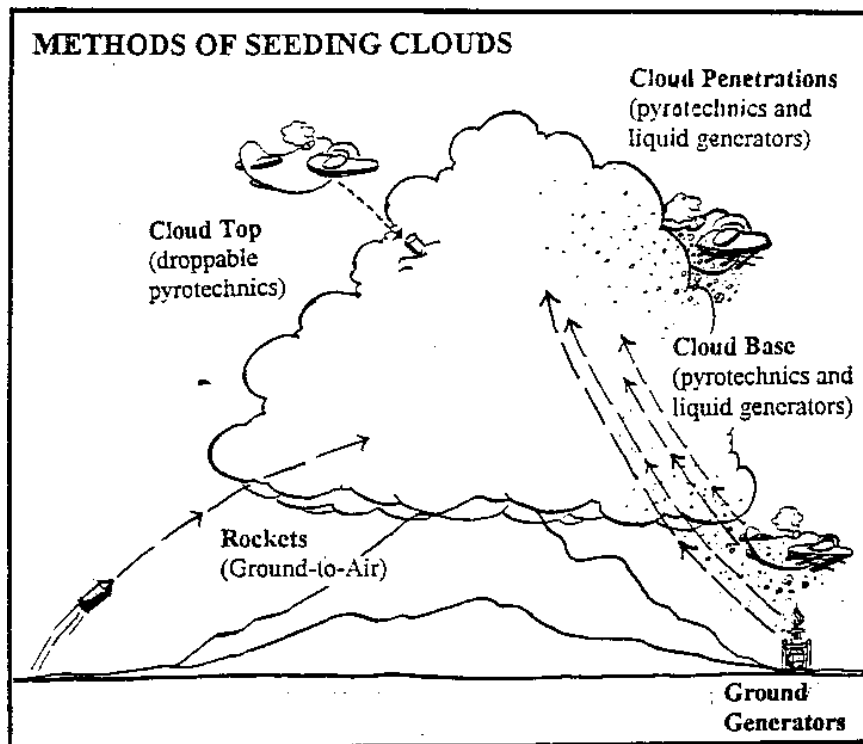 METHODS OF SEEDING CLOUDS
Cloud Penetrations
(pyrotechnics and
liquid generators)
Cloud Top
(droppable
pyrotechnics)
Cloud Base
(pyrotechnics and
liquid generators)
Rockets
(Ground-to-Air)
Ground
Generators